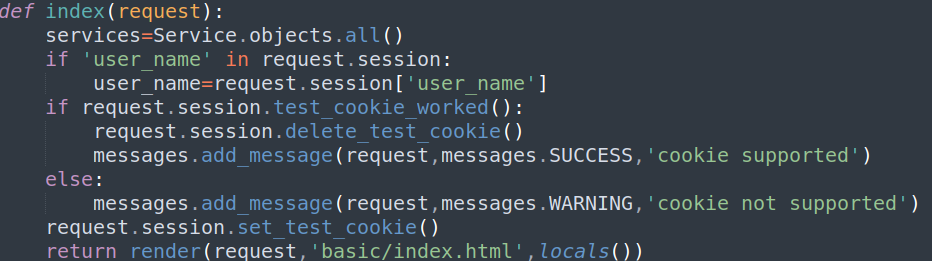 def index(request):
    services=Service.objects.all()
    if 'user_name' in request.session:
        user_name=request.session['user_name']
    if request.session.test_cookie_worked():
        request.session.delete_test_cookie()
        messages.add_message(request,messages.SUCCESS,'cookie supported')
    else:
        messages.add_message(request,messages.WARNING,'cookie not supported')
    request.session.set_test_cookie()
    return render(request,'basic/index.html',locals())